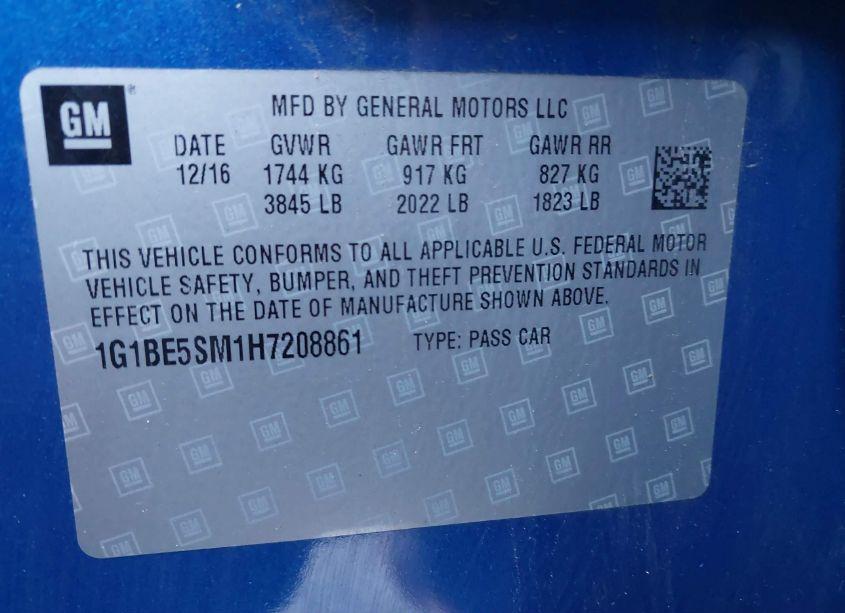 GM
MFD BY GENERAL MOTORS LLC
DATE GVWR GAWR FRT GAWR RR
12/16 1744 KG 917 KG 827 KG
3845 LB 2022 LB 1823 LB
THIS VEHICLE CONFORMS TO ALL APPLICABLE U.S. FEDERAL MOTOR
VEHICLE SAFETY, BUMPER, AND THEFT PREVENTION STANDARDS IN
EFFECT ON THE DATE OF MANUFACTURE SHOWN ABOVE.
1G1BE5SM1H7208861 TYPE: PASS CAR